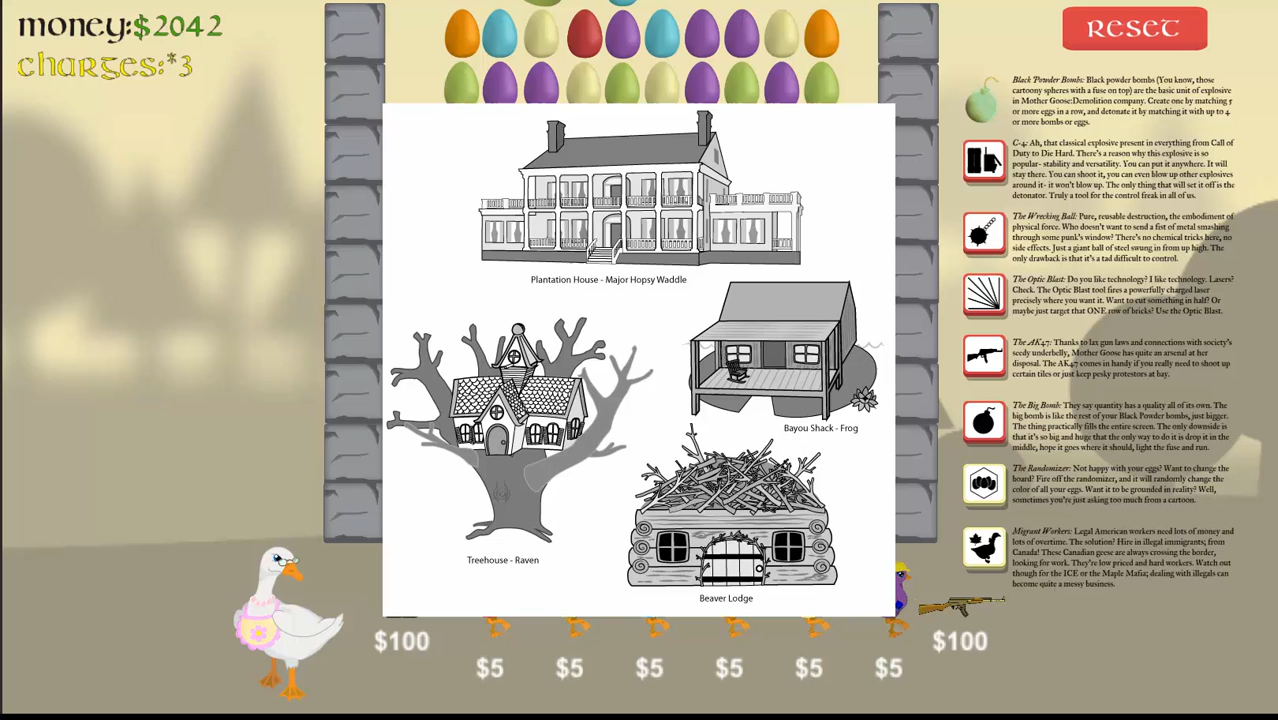 money:$2042
charges:*3
RESET
Black Powder Bombs: Black powder bombs (You know, those
cartoony spheres with a fuse on top) are the basic unit of explosive
in Mother Goose:Demolition company. Create one by matching 5
or more eggs in a row, and detonate it by matching it with up to 4
or more bombs or eggs.
C-4: Ah, that classical explosive present in everything from Call of
Duty to Die Hard. There's a reason why this explosive is so
popular- stability and versatility. You can put it anywhere. It will
stay there. You can shoot it, you can even blow up other explosives
around it- it won't blow up. The only thing that will set it off is the
detonator. Truly a tool for the control freak in all of us.
The Wrecking Ball: Pure, reusable destruction, the embodiment of
physical force. Who doesn't want to send a fist of metal smashing
through some punk's window? There's no chemical tricks here, no
side effects. Just a giant ball of steel swung in from up high. The
only drawback is that it's a tad difficult to control.
The Optic Blast: Do you like technology? I like technology. Lasers?
Check. The Optic Blast tool fires a powerfully charged laser
precisely where you want it. Want to cut something in half? Or
maybe just target that ONE row of bricks? Use the Optic Blast.
The AK47: Thanks to lax gun laws and connections with society's
seedy underbelly, Mother Goose has quite an arsenal at her
disposal. The AK47 comes in handy if you really need to shoot up
certain tiles or just keep pesky protestors at bay.
The Big Bomb: They say quantity has a quality all of its own. The
big bomb is like the rest of your Black Powder bombs, just bigger.
The thing practically fills the entire screen. The only downside is
that it's so big and huge that the only way to do it is drop it in the
middle, hope it goes where it should, light the fuse and run.
The Randomizer: Not happy with your eggs? Want to change the
board? Fire off the randomizer, and it will randomly change the
color of all your eggs. Want it to be grounded in reality? Well,
sometimes you're just asking too much from a cartoon.
Migrant Workers: Legal American workers need lots of money and
lots of overtime. The solution? Hire in illegal immigrants; from
Canada! These Canadian geese are always crossing the border,
looking for work. They're low priced and hard workers. Watch out
though for the ICE or the Maple Mafia; dealing with illegals can
become quite a messy business.
Plantation House - Major Hopsy Waddle
Bayou Shack - Frog
Treehouse - Raven
Beaver Lodge
$100
$100
$5
$5
$5
$5
$5
$5